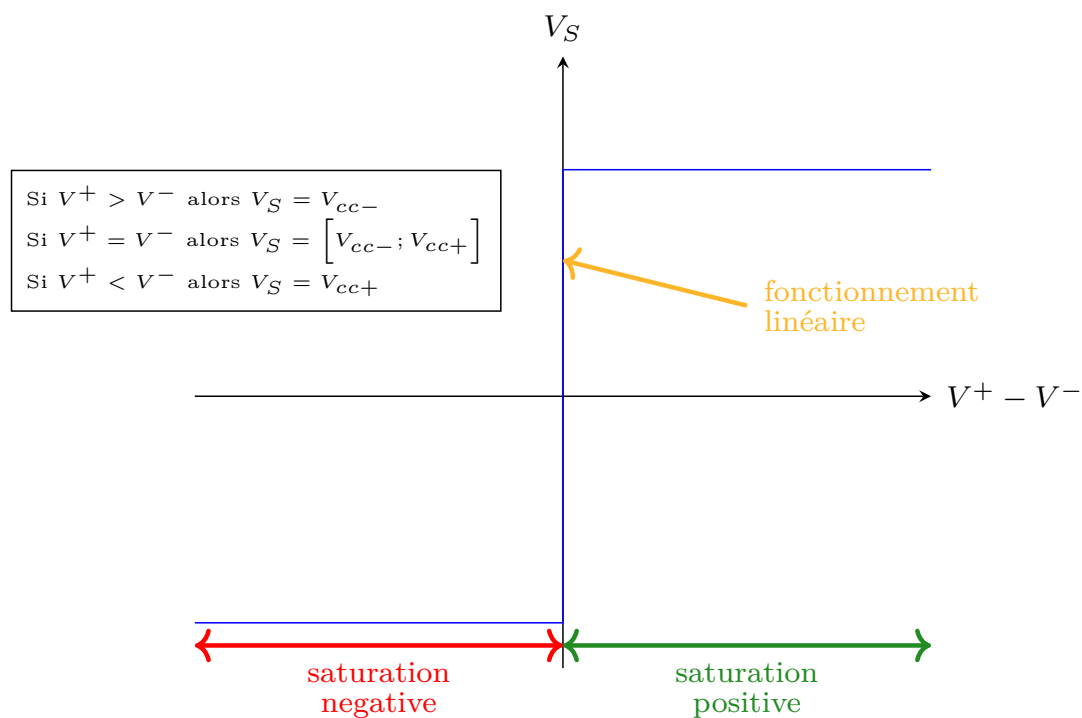 V_S
Si V⁺ > V⁻ alors V_S = V_{cc−}
Si V⁺ = V⁻ alors V_S = [V_{cc−}; V_{cc+}]
Si V⁺ < V⁻ alors V_S = V_{cc+}
fonctionnement
linéaire
V⁺ − V⁻
saturation
negative
saturation
positive